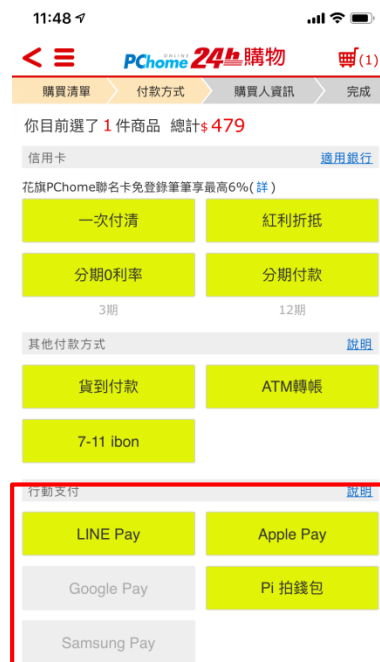 11:48
ONLINE
PChome 24h購物
(1)
購買清單 付款方式 購買人資訊 完成
你目前選了1件商品 總計$479
信用卡 適用銀行
花旗PChome聯名卡免登錄筆筆享最高6%(詳)
一次付清 紅利折抵
分期0利率 分期付款
3期 12期
其他付款方式 說明
貨到付款 ATM轉帳
7-11 ibon
行動支付 說明
LINE Pay Apple Pay
Google Pay Pi 拍錢包
Samsung Pay